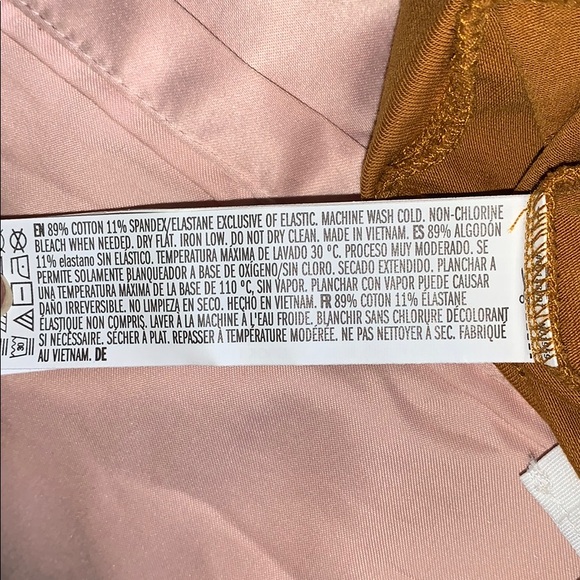 EN 89% COTTON 11% SPANDEX/ELASTANE EXCLUSIVE OF ELASTIC. MACHINE WASH COLD. NON-CHLORINE
BLEACH WHEN NEEDED. DRY FLAT. IRON LOW. DO NOT DRY CLEAN. MADE IN VIETNAM. ES 89% ALGODÓN
11% elastano SIN ELÁSTICO. TEMPERATURA MÁXIMA DE LAVADO 30 °C. PROCESO MUY MODERADO. SE
PERMITE SOLAMENTE BLANQUEADOR A BASE DE OXÍGENO/SIN CLORO. SECADO EXTENDIDO. PLANCHAR A
UNA TEMPERATURA MÁXIMA DE LA BASE DE 110 °C, SIN VAPOR. PLANCHAR CON VAPOR PUEDE CAUSAR
DAÑO IRREVERSIBLE. NO LIMPIEZA EN SECO. HECHO EN VIETNAM. FR 89% COTON 11% ÉLASTANE
ÉLASTIQUE NON COMPRIS. LAVER À LA MACHINE A L'EAU FROIDE. BLANCHIR SANS CHLORURE DÉCOLORANT
SI NÉCESSAIRE. SÉCHER À PLAT. REPASSER À TEMPÉRATURE MODÉRÉE. NE PAS NETTOYER À SEC. FABRIQUÉ
AU VIETNAM. DE